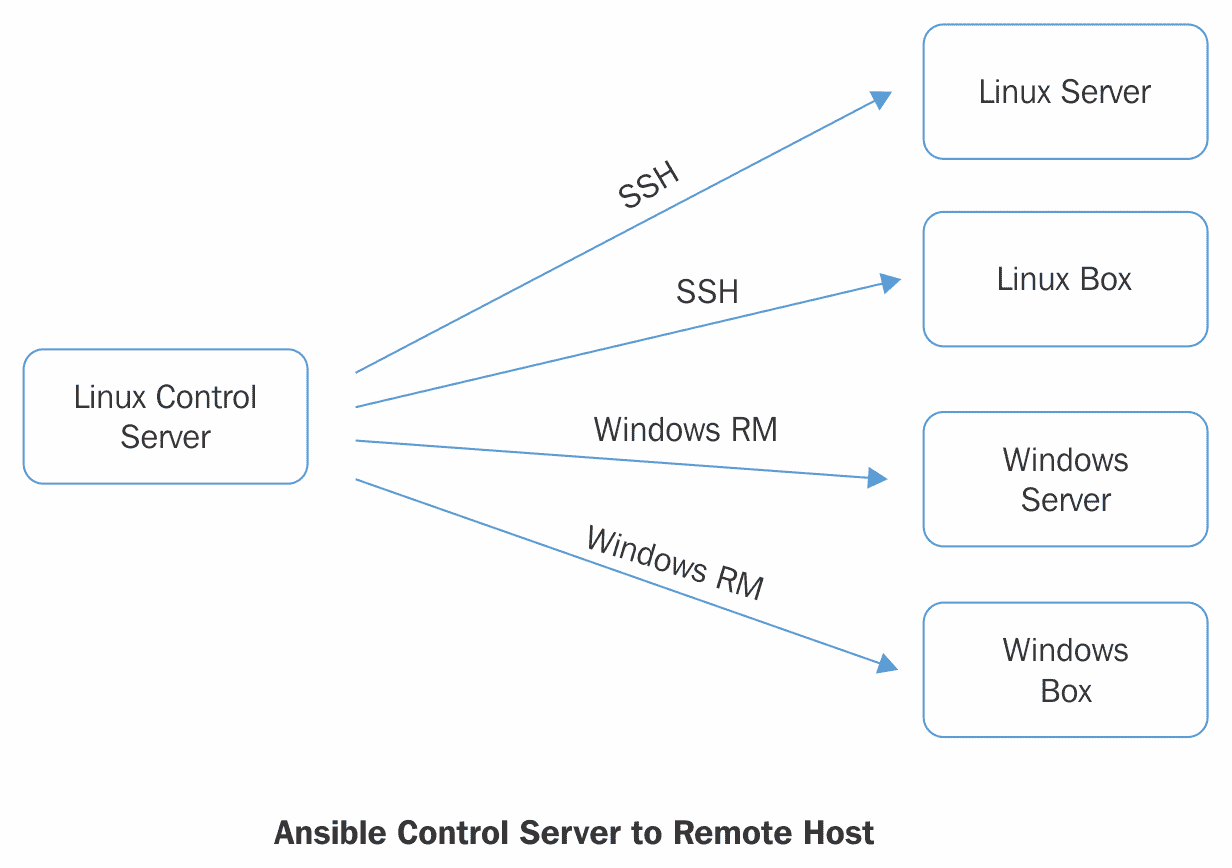 Linux Server
SSH
Linux Box
SSH
Linux Control
Server
Windows RM
Windows
Server
Windows RM
Windows
Box
Ansible Control Server to Remote Host